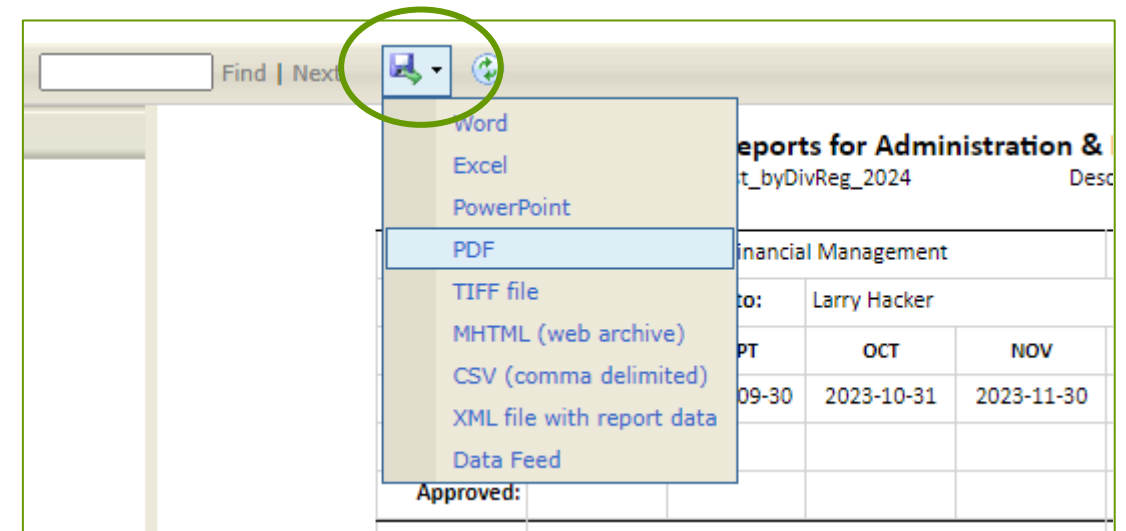 Find | Next
Word
Excel
PowerPoint
PDF
TIFF file
MHTML (web archive)
CSV (comma delimited)
XML file with report data
Data Feed
eports for Administration &
t_byDivReg_2024 Desc
inancial Management
to: Larry Hacker
PT OCT NOV
09-30 2023-10-31 2023-11-30
Approved: